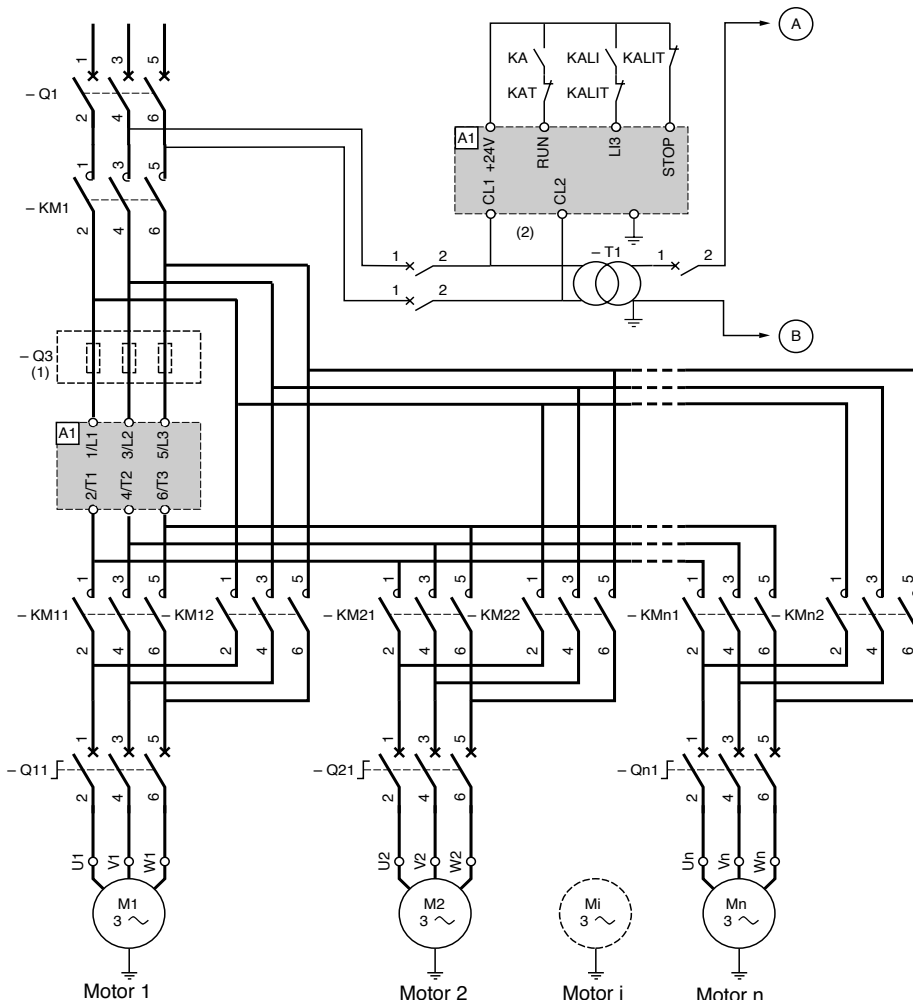 A
1 3 5
– Q1
2 4 6
KA KALI KALIT
KAT KALIT
A1
+24V RUN LI3 STOP
CL1 CL2
(2)
1 3 5
– KM1
2 4 6
1 2
– T1
1 2
1 2
B
– Q3
(1)
A1
1/L1 3/L2 5/L3
2/T1 4/T2 6/T3
1 3 5 1 3 5 1 3 5 1 3 5 1 3 5 1 3 5
– KM11 KM12 – KM21 – KM22 – KMn1 – KMn2
2 4 6 2 4 6 2 4 6 2 4 6 2 4 6 2 4 6
1 3 5 1 3 5 1 3 5
– Q11 – Q21 – Qn1
2 4 6 2 4 6 2 4 6
U1 V1 W1 U2 V2 W2 Un Vn Wn
M1 M2 Mi Mn
3 3 3 3
Motor 1 Motor 2 Motor i Motor n